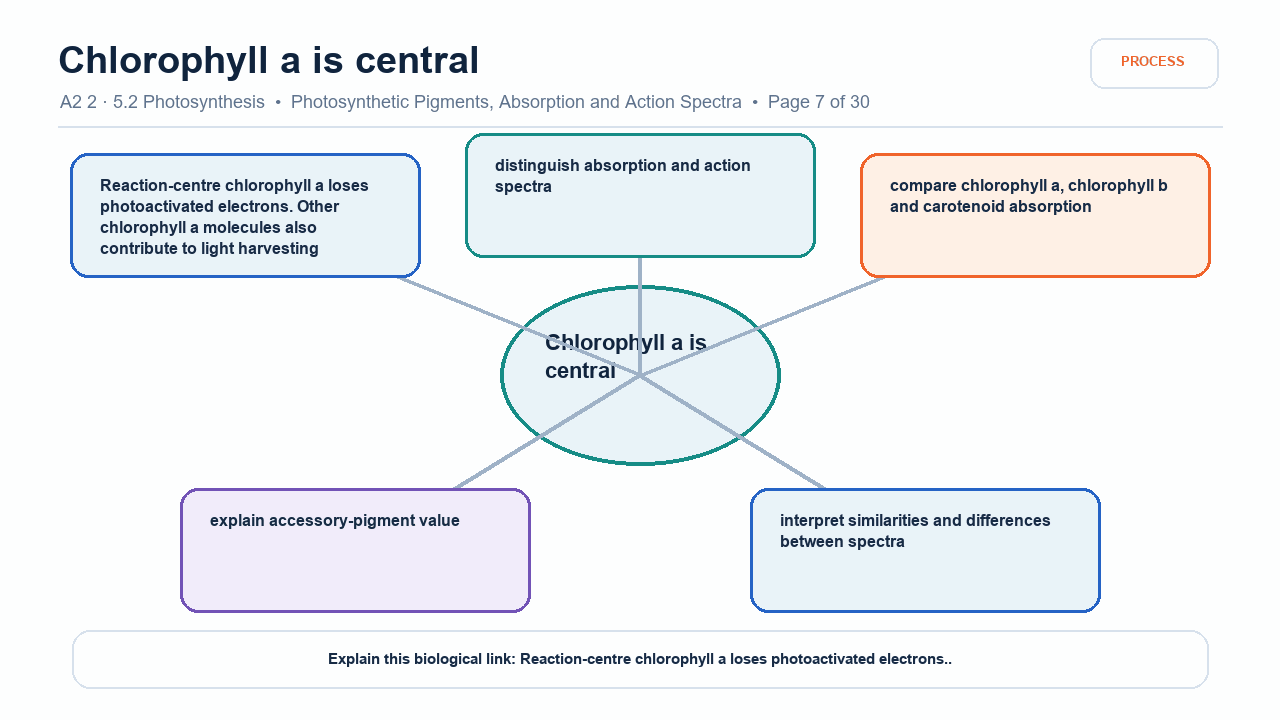 Chlorophyll a is central
PROCESS
A2 2 · 5.2 Photosynthesis • Photosynthetic Pigments, Absorption and Action Spectra • Page 7 of 30
Reaction-centre chlorophyll a loses
photoactivated electrons. Other
chlorophyll a molecules also
contribute to light harvesting
distinguish absorption and action
spectra
compare chlorophyll a, chlorophyll b
and carotenoid absorption
Chlorophyll a is
central
explain accessory-pigment value
interpret similarities and differences
between spectra
Explain this biological link: Reaction-centre chlorophyll a loses photoactivated electrons..